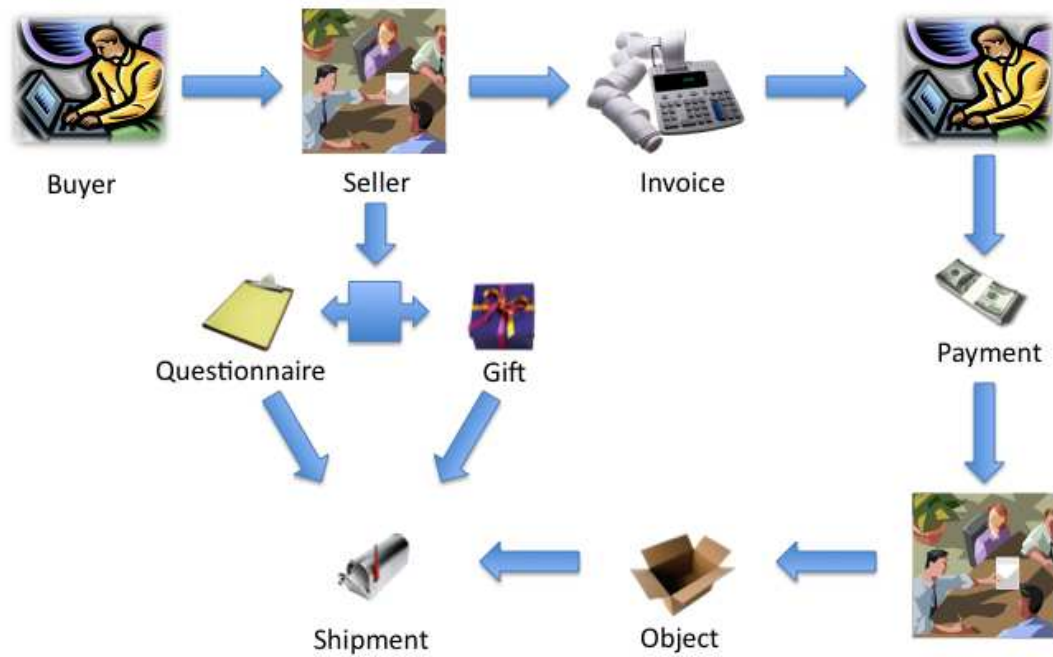 Buyer
Seller
Invoice
Questionnaire
Gift
Payment
Shipment
Object